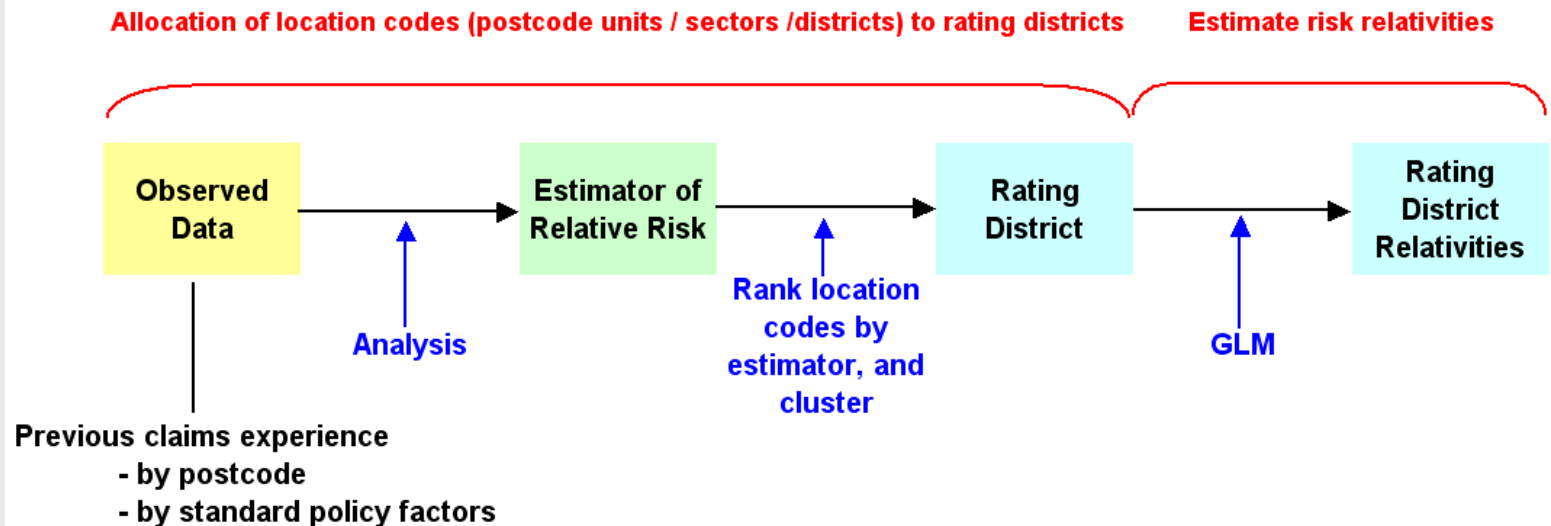 Allocation of location codes (postcode units / sectors /districts) to rating districts
Estimate risk relativities
Observed
Data
Estimator of
Relative Risk
Rating
District
Rating
District
Relativities
Analysis
Rank location
codes by
estimator, and
cluster
GLM
Previous claims experience
- by postcode
- by standard policy factors